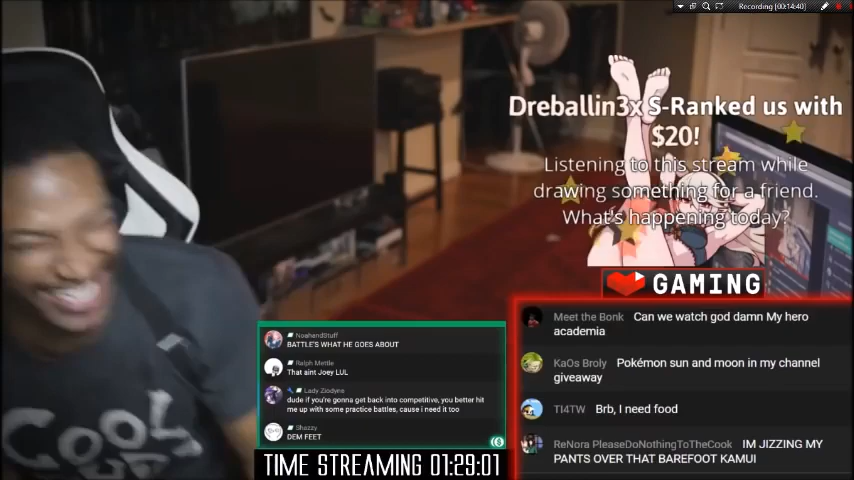 Recording [00:14:40]
Dreballin3x S-Ranked us with
$20!
Listening to this stream while
drawing something for a friend.
What's happening today?
GAMING
NoahandStuff
BATTLE'S WHAT HE GOES ABOUT
Ralph Mottle
That aint Joey LUL
Lady Ziodyne
dude if you're gonna get back into competitive, you better hit
me up with some practice battles, cause i need it too
Shazzy
DEM FEET
TIME STREAMING 01:29:01
Meet the Bonk Can we watch god damn My hero
academia
KaOs Broly Pokémon sun and moon in my channel
giveaway
TI4TW Brb, I need food
ReNora PleaseDoNothingToTheCook IM JIZZING MY
PANTS OVER THAT BAREFOOT KAMUI
COOL